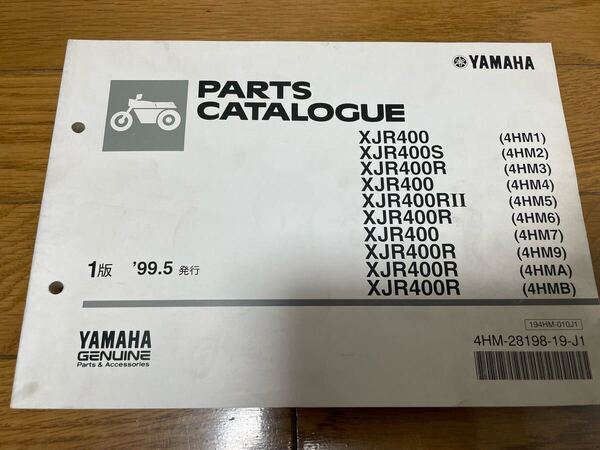 YAMAHA
PARTS
CATALOGUE
XJR400 (4HM1)
XJR400S (4HM2)
XJR400R (4HM3)
XJR400 (4HM4)
XJR400RII (4HM5)
XJR400R (4HM6)
XJR400 (4HM7)
XJR400R (4HM9)
XJR400R (4HMA)
XJR400R (4HMB)
1版 '99.5 発行
194HM-010J1
4HM-28198-19-J1
YAMAHA
GENUINE
Parts & Accessories